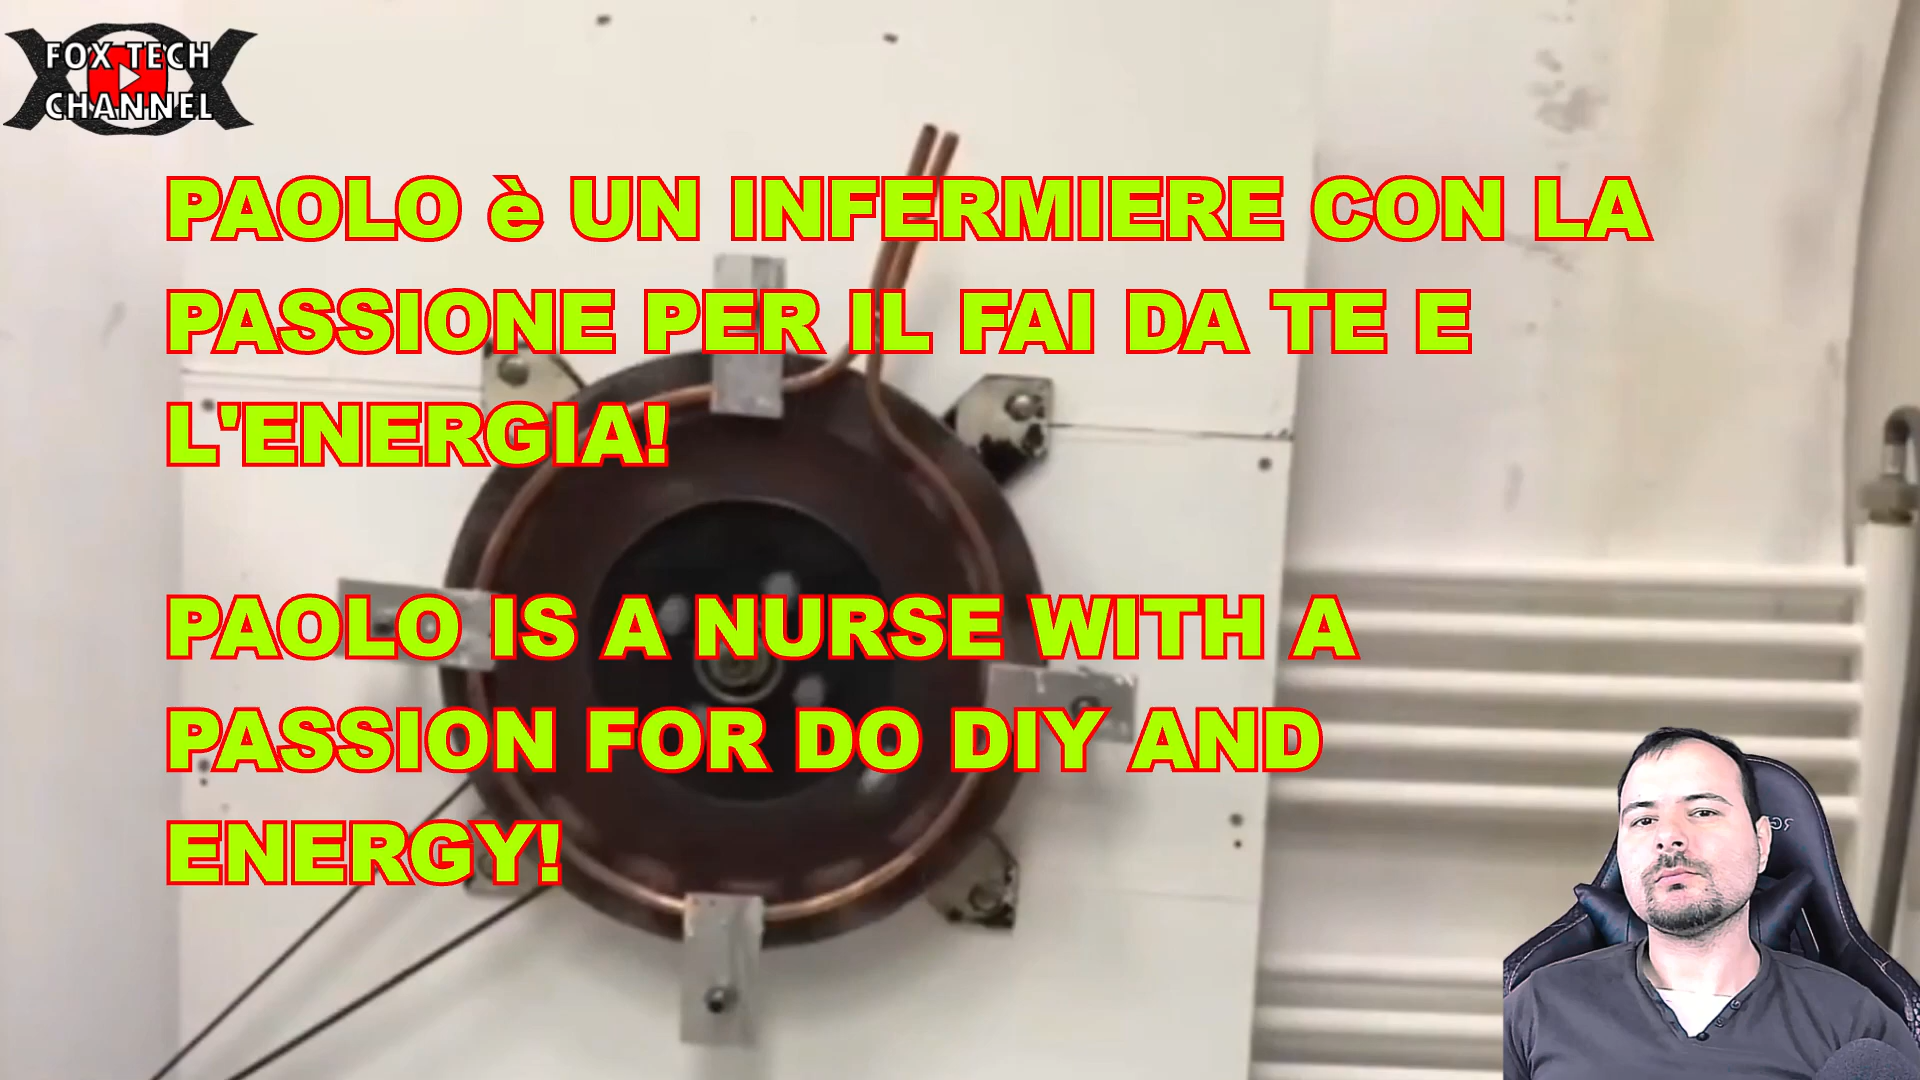 FOX TECH
CHANNEL
PAOLO è UN INFERMIERE CON LA
PASSIONE PER IL FAI DA TE E
L'ENERGIA!
PAOLO IS A NURSE WITH A
PASSION FOR DO DIY AND
ENERGY!